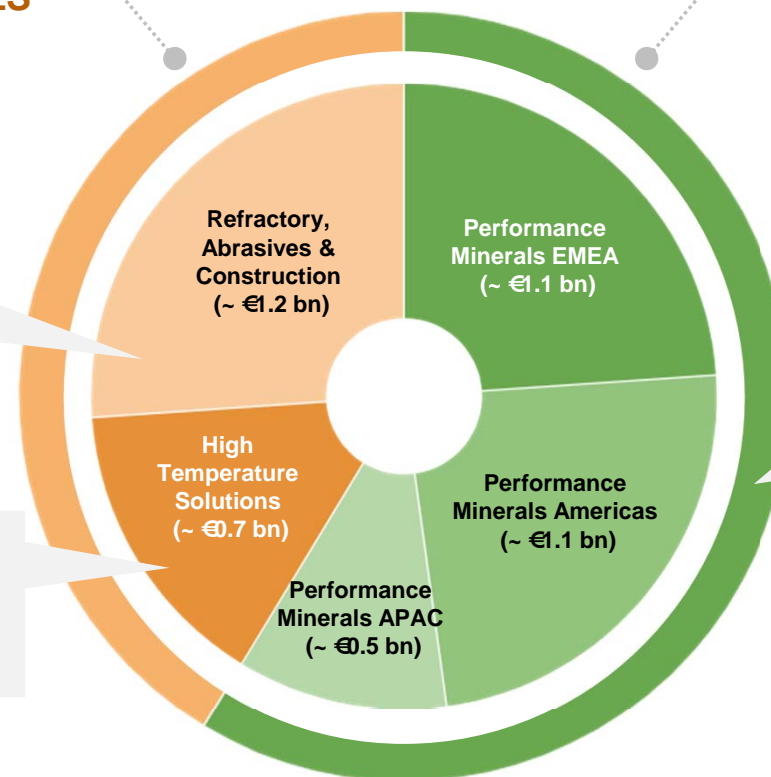 Refractory,
Abrasives &
Construction
(~ €1.2 bn)
Performance
Minerals EMEA
(~ €1.1 bn)
High
Temperature
Solutions
(~ €0.7 bn)
Performance
Minerals Americas
(~ €1.1 bn)
Performance
Minerals APAC
(~ €0.5 bn)